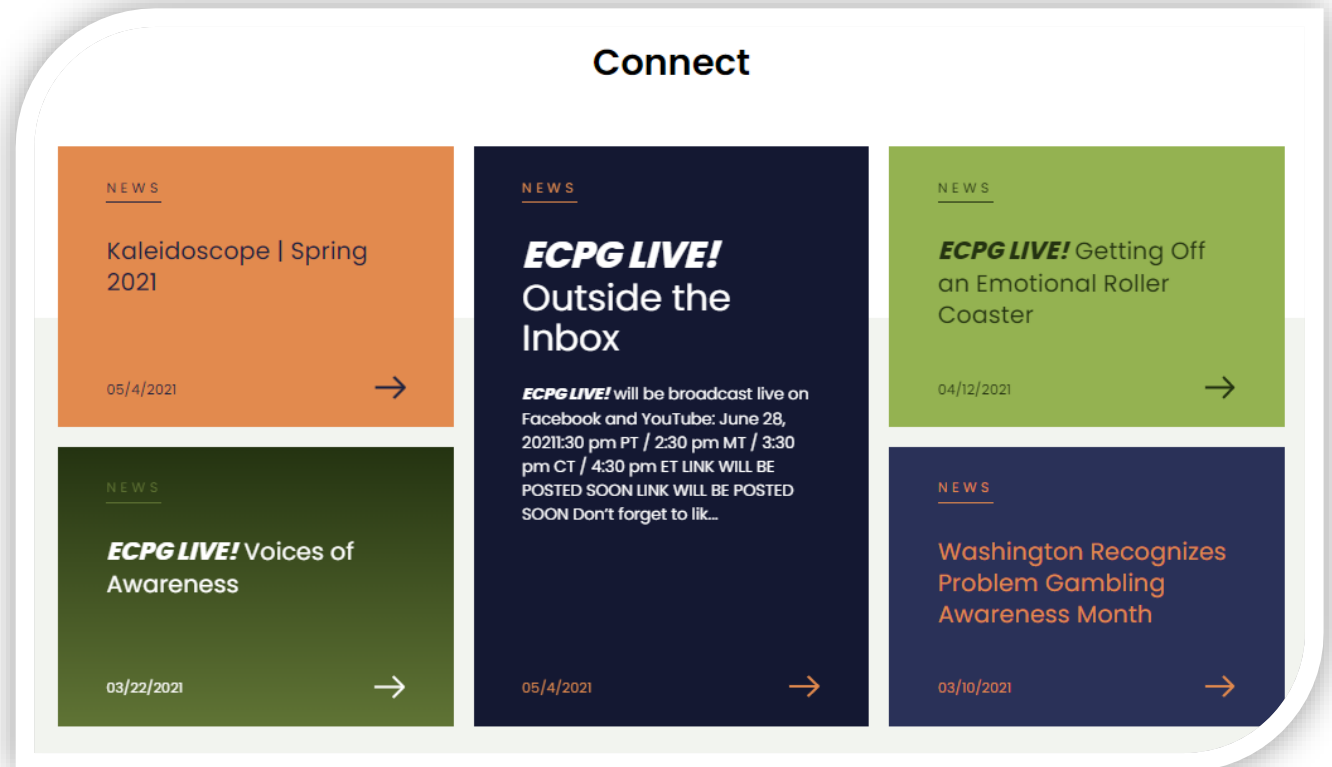 Connect
NEWS
Kaleidoscope | Spring
2021
05/4/2021
NEWS
ECPG LIVE! Voices of
Awareness
03/22/2021
NEWS
ECPG LIVE!
Outside the
Inbox
ECPG LIVE! will be broadcast live on
Facebook and YouTube: June 28,
20211:30 pm PT / 2:30 pm MT / 3:30
pm CT / 4:30 pm ET LINK WILL BE
POSTED SOON LINK WILL BE POSTED
SOON Don’t forget to lik...
05/4/2021
NEWS
ECPG LIVE! Getting Off
an Emotional Roller
Coaster
04/12/2021
NEWS
Washington Recognizes
Problem Gambling
Awareness Month
03/10/2021